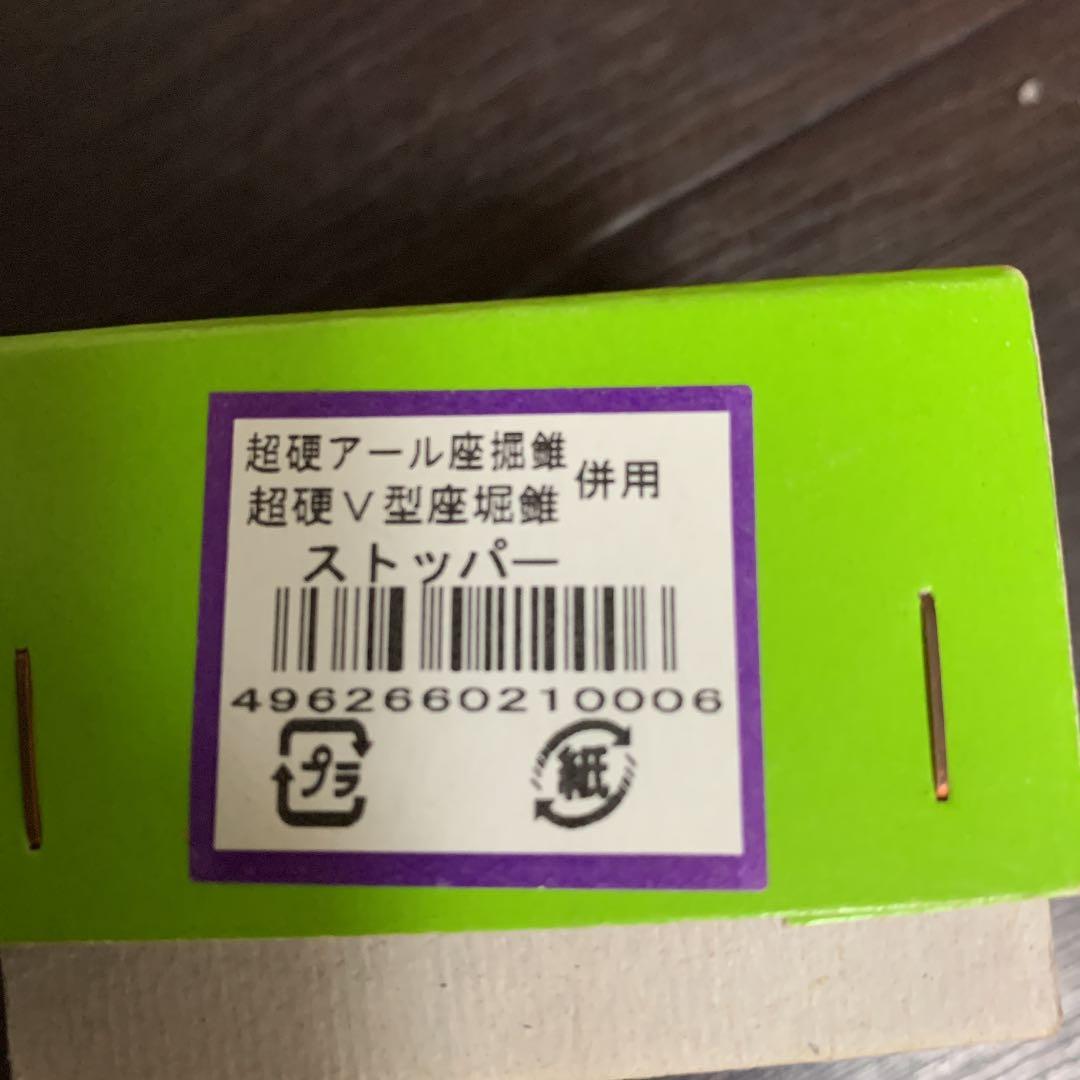 超硬アール座掘錐
超硬V型座堀錐
併用
ストッパー
4962660210006
プラ
紙